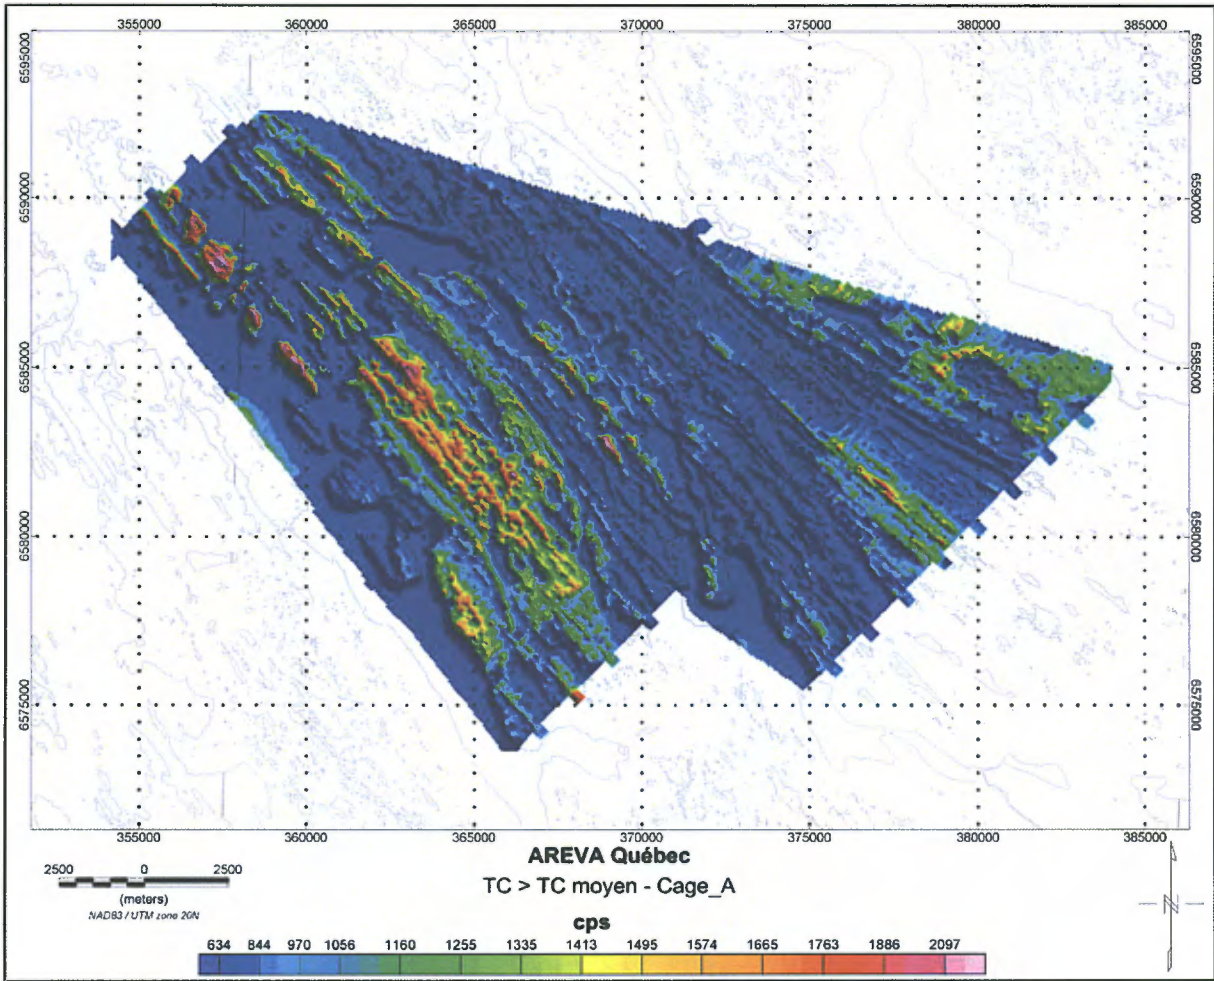 355000 360000 365000 370000 375000 380000 385000
6595000 6595000
6590000 6590000
6585000 6585000
6580000 6580000
6575000 6575000
355000 360000 365000 370000 375000 380000 385000
AREVA Québec
TC > TC moyen - Cage_A
2500 0 2500
(meters)
NAD83 / UTM zone 20N
N
cps
634 844 970 1056 1160 1255 1335 1413 1495 1574 1665 1763 1886 2097